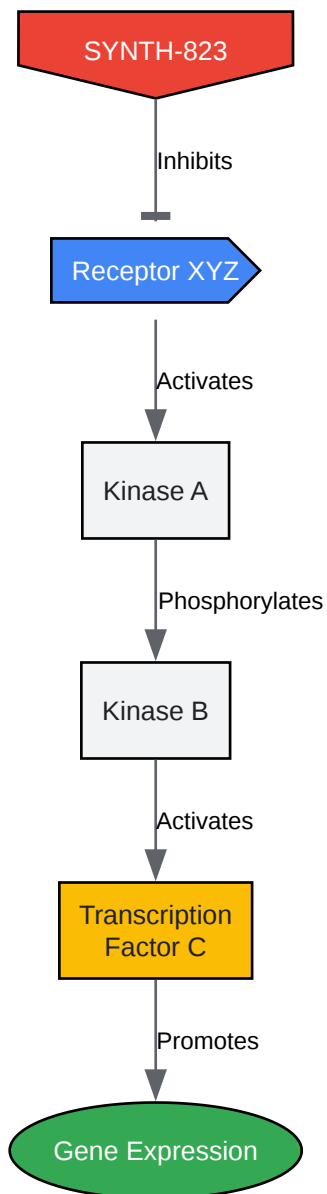 SYNTH-823
Inhibits
Receptor XYZ
Activates
Kinase A
Phosphorylates
Kinase B
Activates
Transcription
Factor C
Promotes
Gene Expression